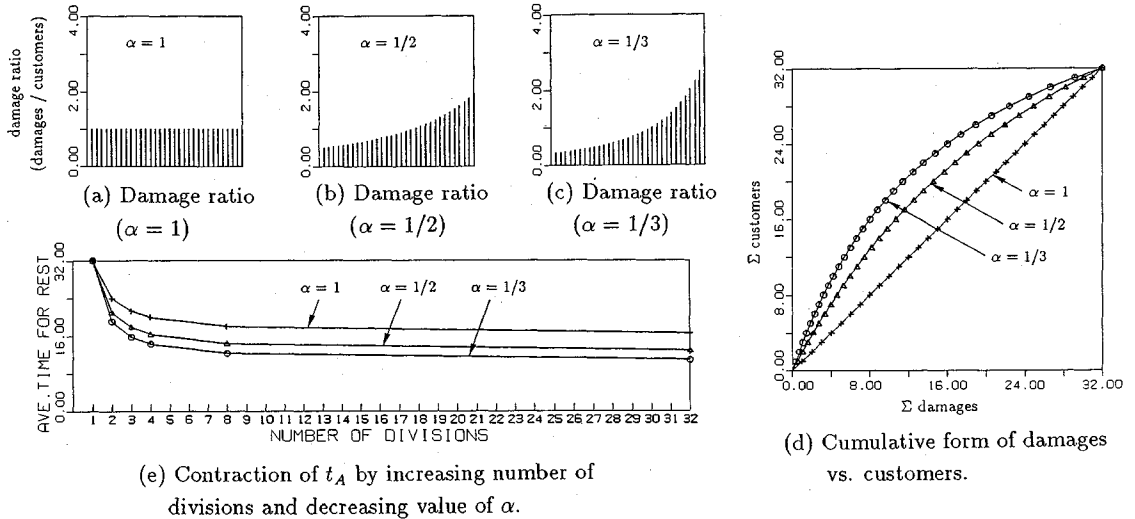 damage ratio
(damages / customers)
4.00
2.00
0.00
α = 1
(a) Damage ratio
(α = 1)
4.00
2.00
0.00
α = 1/2
(b) Damage ratio
(α = 1/2)
4.00
2.00
0.00
α = 1/3
(c) Damage ratio
(α = 1/3)
AVE. TIME FOR REST
32.00
16.00
0.00
α = 1
α = 1/2
α = 1/3
1 2 3 4 5 6 7 8 9 10 11 12 13 14 15 16 17 18 19 20 21 22 23 24 25 26 27 28 29 30 31 32
NUMBER OF DIVISIONS
(e) Contraction of t_A by increasing number of
divisions and decreasing value of α.
Σ customers
32.00
24.00
16.00
8.00
0.00
α = 1
α = 1/2
α = 1/3
0.00 8.00 16.00 24.00 32.00
Σ damages
(d) Cumulative form of damages
vs. customers.